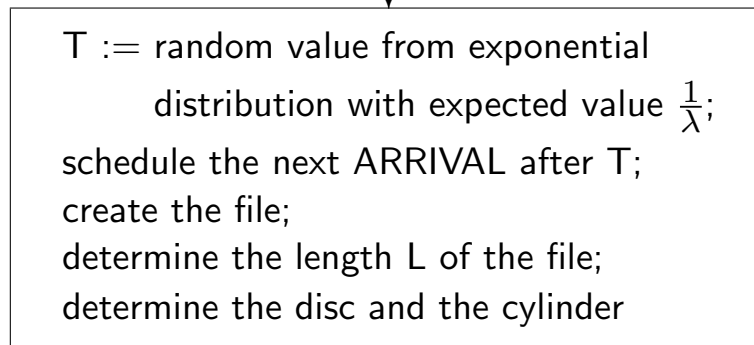 T := random value from exponential
distribution with expected value 1/λ;
schedule the next ARRIVAL after T;
create the file;
determine the length L of the file;
determine the disc and the cylinder